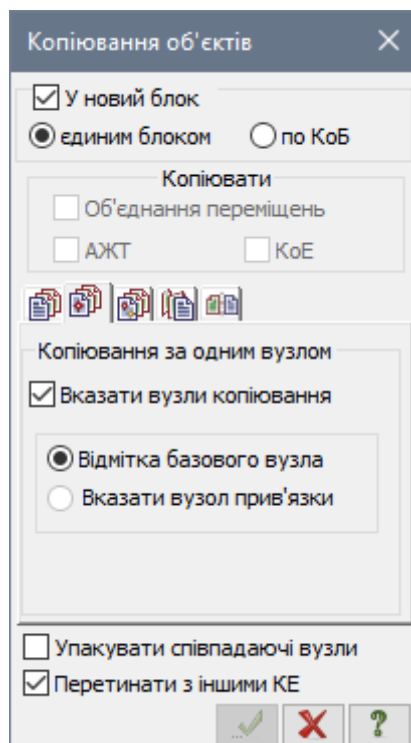 Копіювання об'єктів
У новий блок
єдиним блоком по КоБ
Копіювати
Об'єднання переміщень
АЖТ КоЕ
Копіювання за одним вузлом
Вказати вузли копіювання
Відмітка базового вузла
Вказати вузол прив'язки
Упакувати співпадаючі вузли
Перетинати з іншими КЕ
?